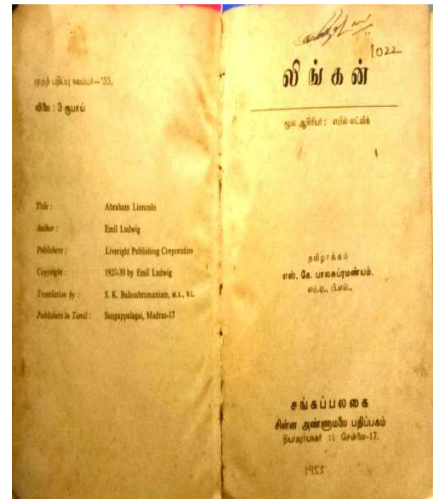 முதற் பதிப்பு நவம்பர்—'55.
விலை : 3 ரூபாய்
Title : Abraham Lioncoln
Author : Emil Ludwig
Publishers : Liveright Publishing Corporation
Copyright : 1920-30 by Emil Ludwig
Translation by : S. K. Balasubramaniam, M.A., B.L.
Publishers in Tamil : Sangappalagai, Madras-17
1022
லிங்கன்
மூல ஆசிரியர் : எமில் லட்விக்
தமிழாக்கம்
எஸ். கே. பாலசுப்ரமண்யம்.
எம்.ஏ., பி.எல்.,
சங்கப்பலகை
சின்ன அண்ணாமலை பதிப்பகம்
தியாகராயநகர் :: சென்னை-17.
1955